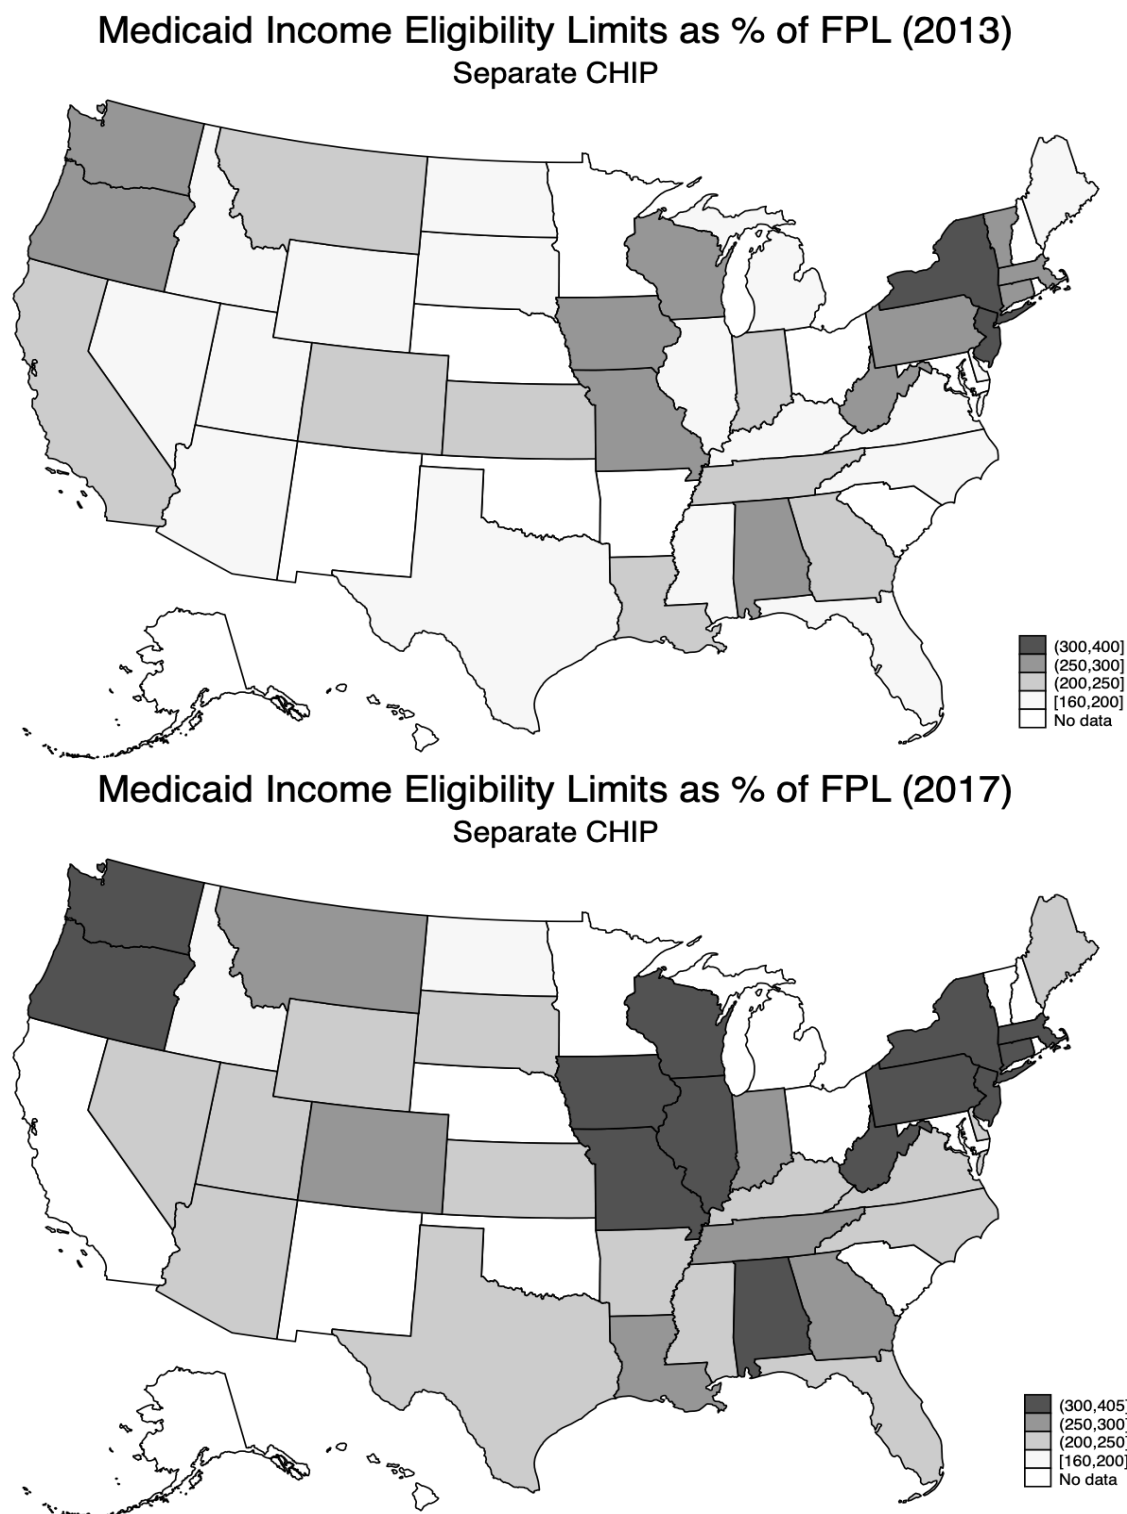 Medicaid Income Eligibility Limits as % of FPL (2013)
Separate CHIP
(300,400]
(250,300]
(200,250]
[160,200]
No data
Medicaid Income Eligibility Limits as % of FPL (2017)
Separate CHIP
(300,405]
(250,300]
(200,250]
[160,200]
No data